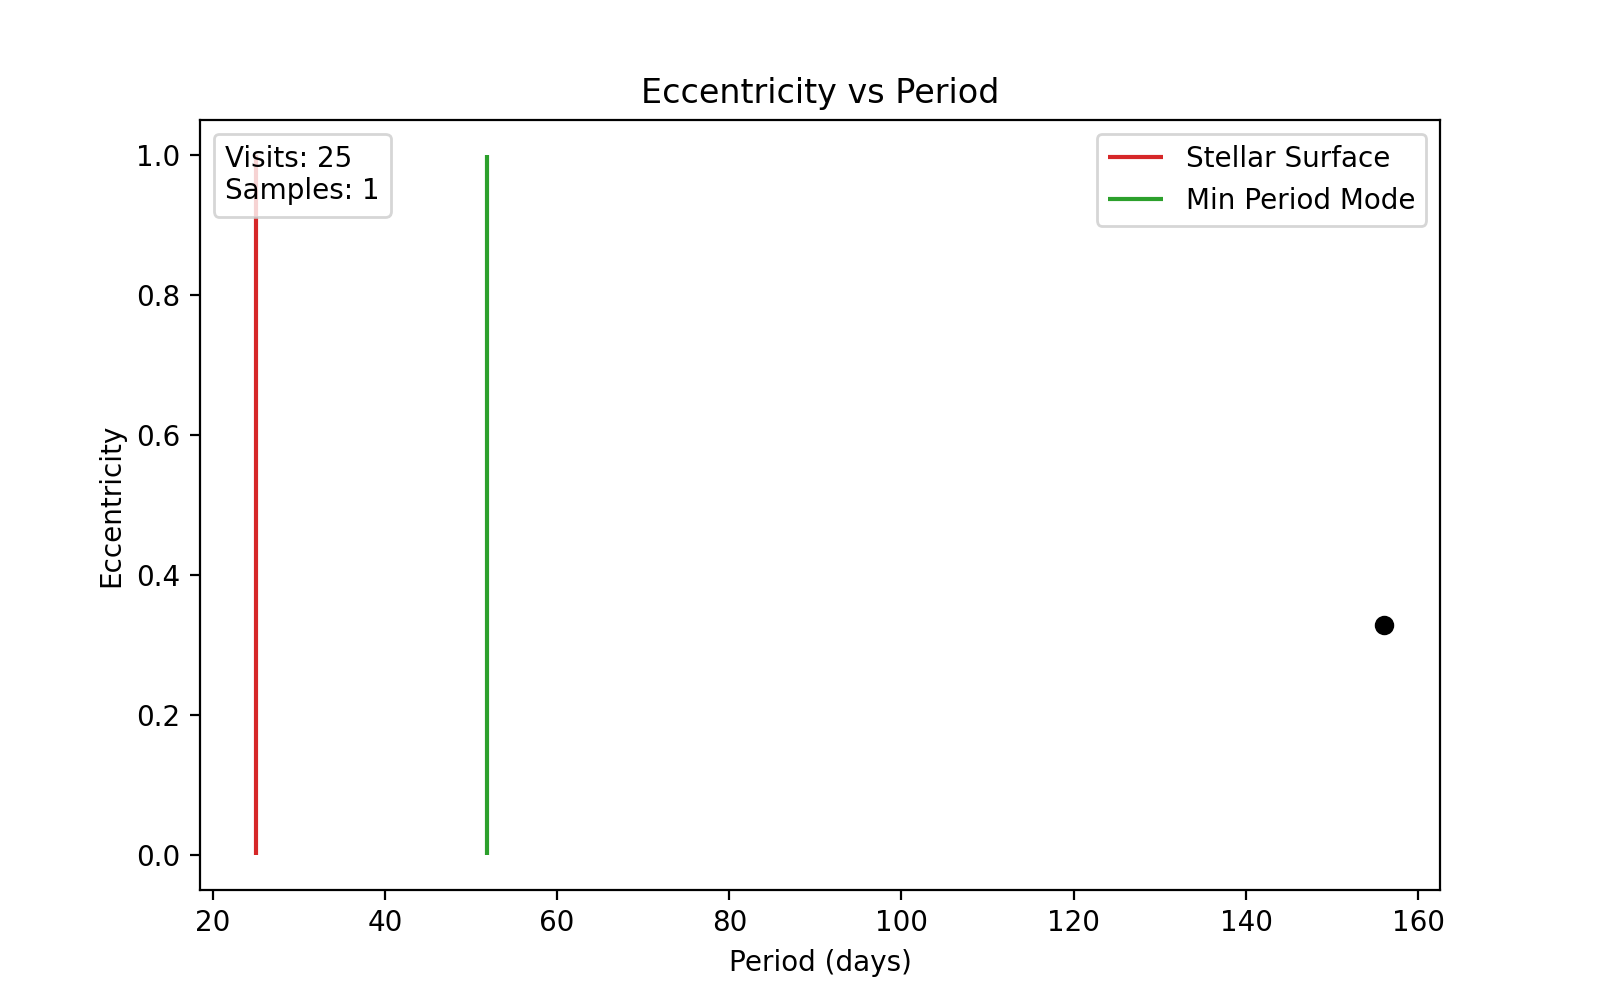 Eccentricity vs Period
Visits: 25
Samples: 1
Stellar Surface
Min Period Mode
1.0
0.8
0.6
0.4
0.2
0.0
Eccentricity
20 40 60 80 100 120 140 160
Period (days)